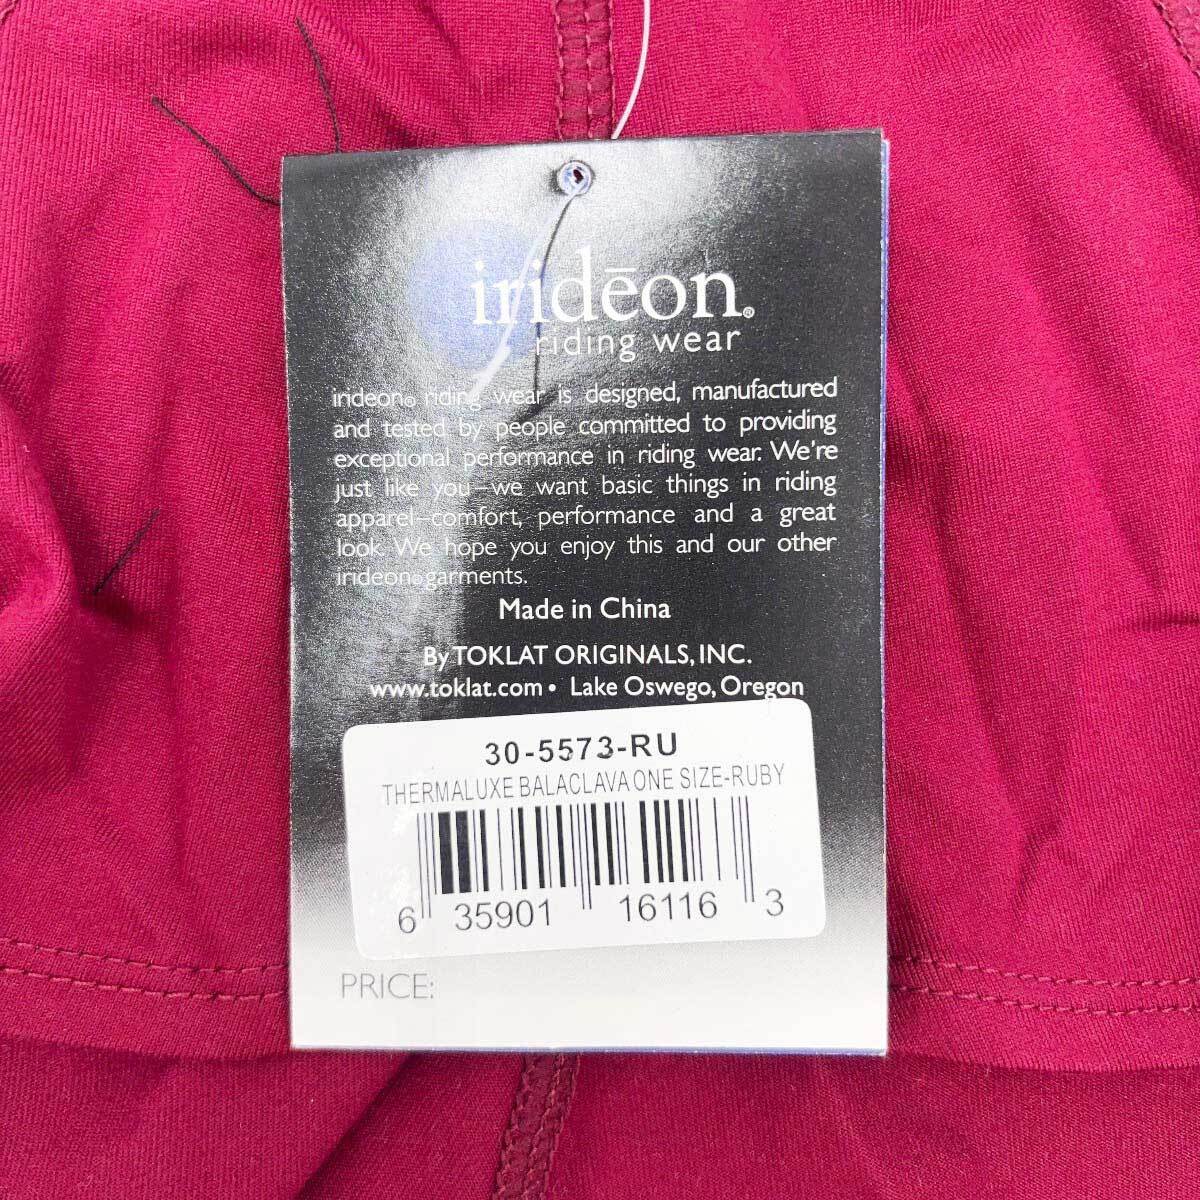 iridēon®
riding wear
irideon® riding wear is designed, manufactured
and tested by people committed to providing
exceptional performance in riding wear. We're
just like you—we want basic things in riding
apparel—comfort, performance and a great
look. We hope you enjoy this and our other
irideon® garments.
Made in China
By TOKLAT ORIGINALS, INC.
www.toklat.com • Lake Oswego, Oregon
30-5573-RU
THERMALUXE BALACLAVA ONE SIZE-RUBY
6 35901 16116 3
PRICE: